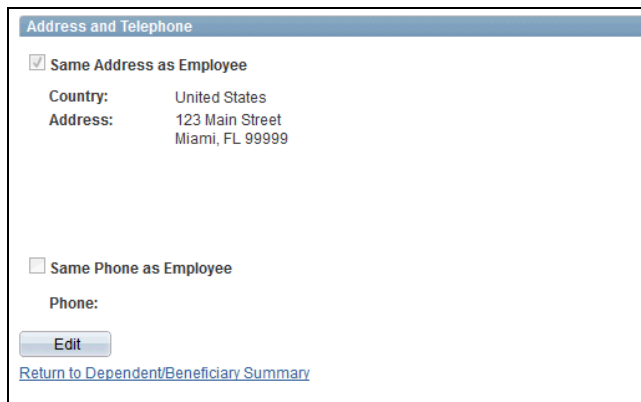 Address and Telephone
Same Address as Employee
Country: United States
Address: 123 Main Street
Miami, FL 99999
Same Phone as Employee
Phone:
Edit
Return to Dependent/Beneficiary Summary